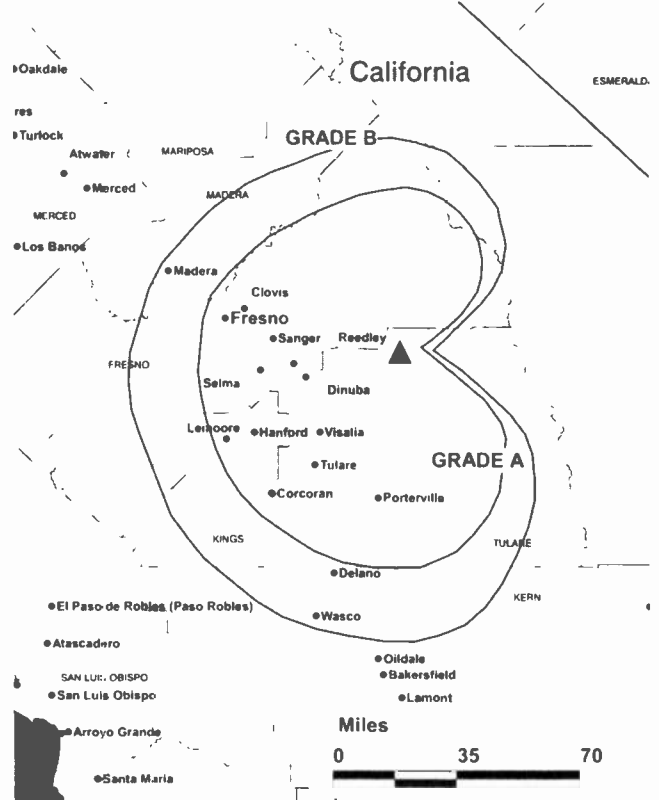 California
Oakdale
ESMERALD
res
Turlock
GRADE B
Atwater
MARIPOSA
Merced
MADERA
MERCED
Los Banos
Madera
Clovis
Fresno
Sanger
Reedley
FRESNO
Selma
Dinuba
Lemoore
Hanford
Visalia
GRADE A
Tulare
Corcoran
Porterville
KINGS
TULARE
Delano
KERN
El Paso de Robles (Paso Robles)
Wasco
Atascadero
Oildale
SAN LUIS OBISPO
Bakersfield
San Luis Obispo
Lamont
Arroyo Grande
Miles
0 35 70
Santa Maria